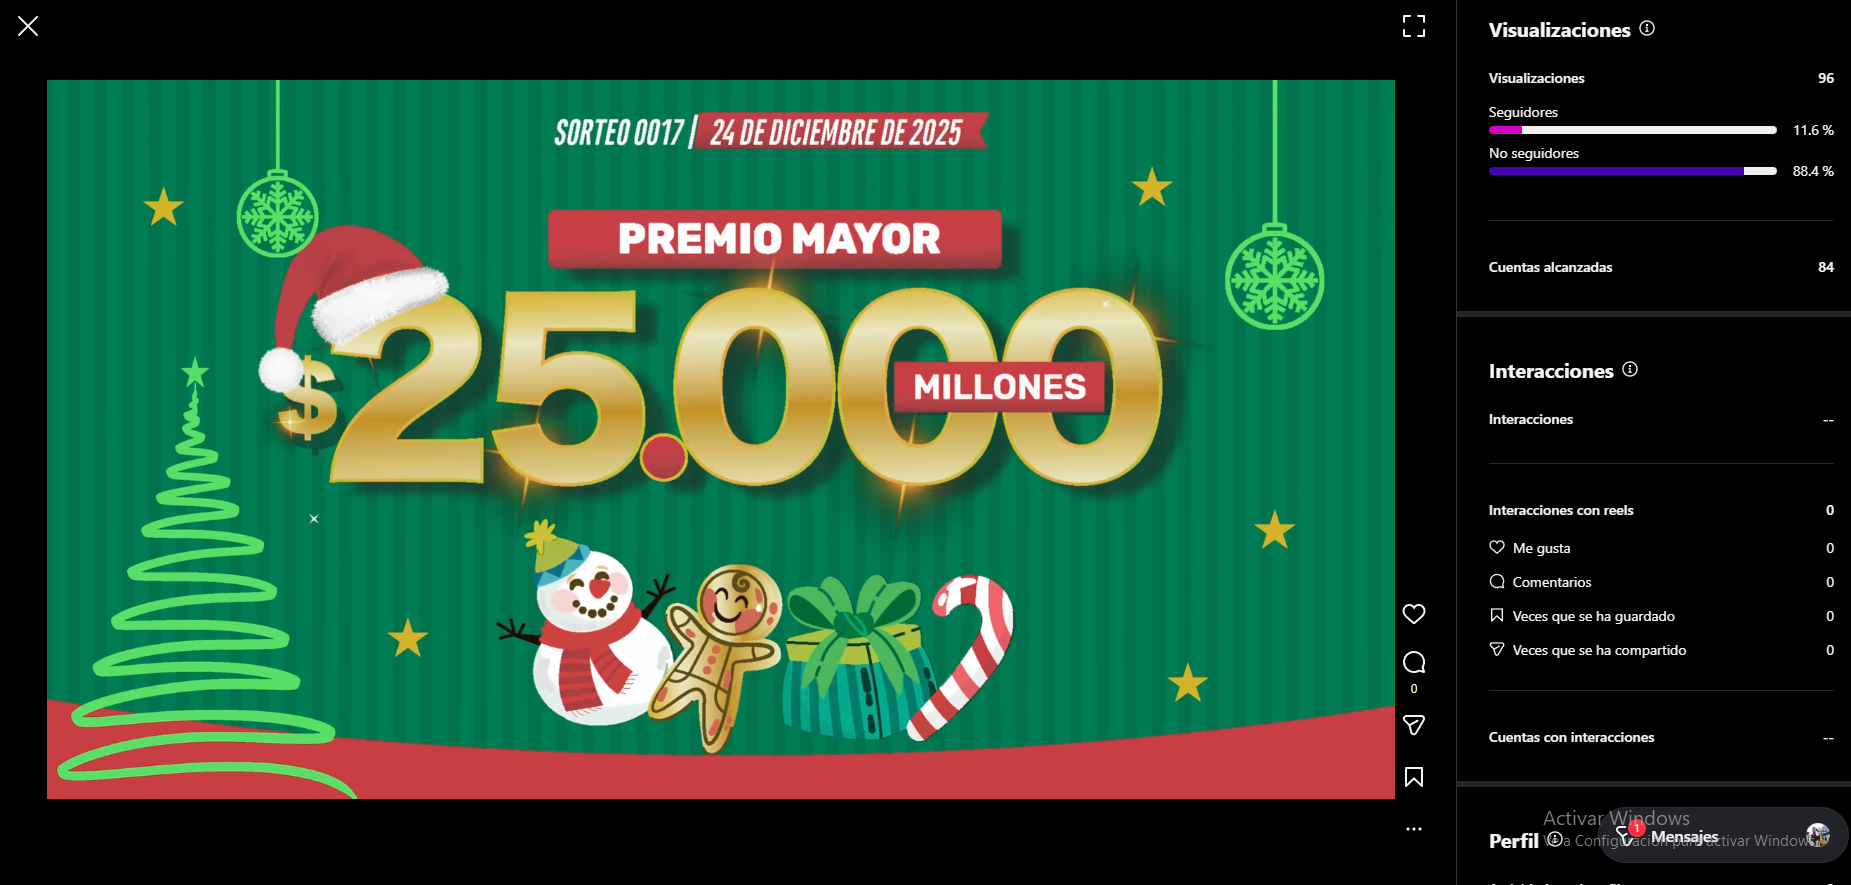 SORTEO 0017 | 24 DE DICIEMBRE DE 2025
PREMIO MAYOR
$25.000
MILLONES
0
Visualizaciones
Visualizaciones 96
Seguidores
11.6 %
No seguidores
88.4 %
Cuentas alcanzadas 84
Interacciones
Interacciones --
Interacciones con reels 0
Me gusta 0
Comentarios 0
Veces que se ha guardado 0
Veces que se ha compartido 0
Cuentas con interacciones --
Activar Windows
Perfil
1
Mensajes